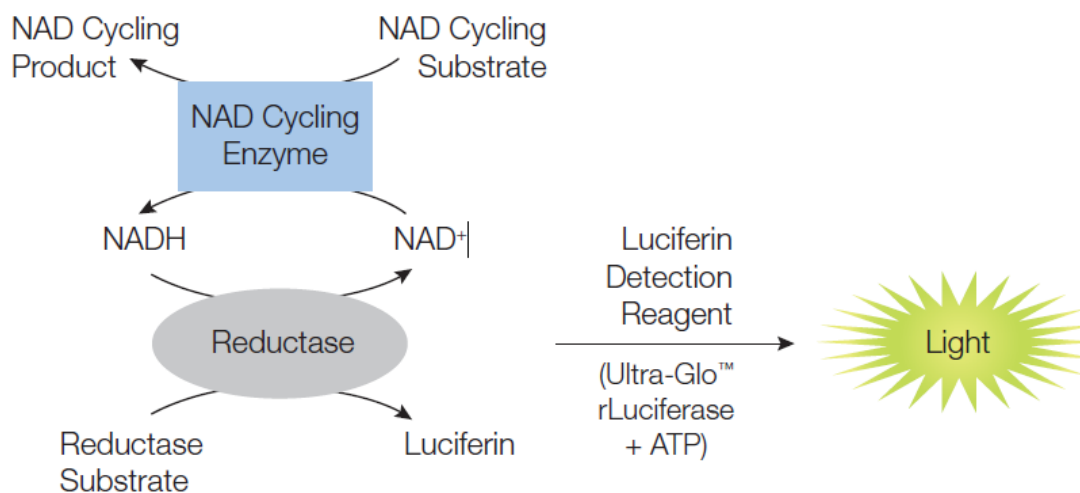 NAD Cycling
Product
NAD Cycling
Substrate
NAD Cycling
Enzyme
NADH
NAD⁺
Reductase
Reductase
Substrate
Luciferin
Luciferin
Detection
Reagent
(Ultra-Glo™
rLuciferase
+ ATP)
Light